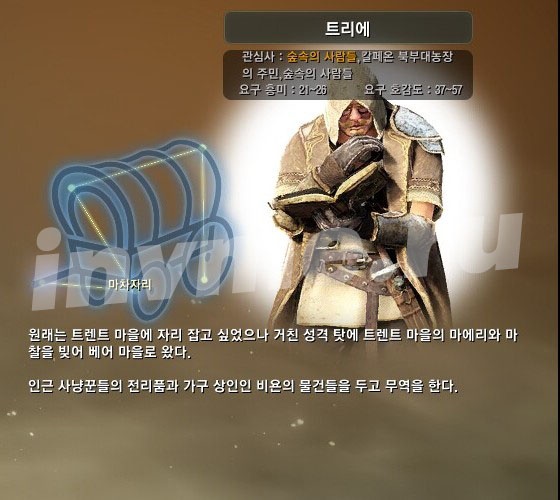 트리에
관심사 : 숲속의 사람들,칼페온 북부대농장
의 주민,숲속의 사람들
요구 흥미 : 21~26 요구 호감도 : 37~57
마차자리
원래는 트렌트 마을에 자리 잡고 싶었으나 거친 성격 탓에 트렌트 마을의 마에리와 마
찰을 빚어 베어 마을로 왔다.
인근 사냥꾼들의 전리품과 가구 상인인 비욘의 물건들을 두고 무역을 한다.